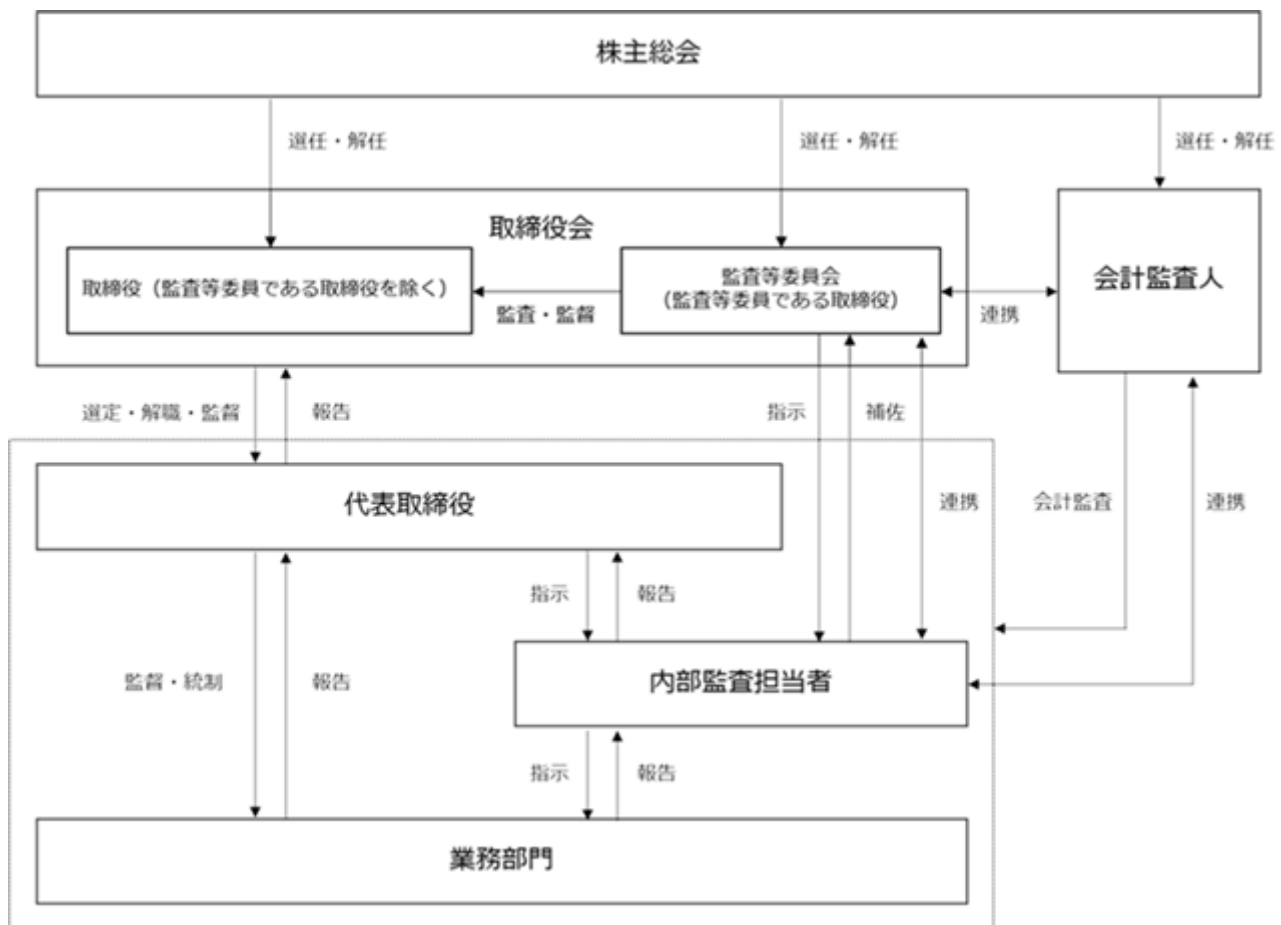 株主総会
選任・解任
選任・解任
選任・解任
取締役会
取締役（監査等委員である取締役を除く）
監査・監督
監査等委員会
（監査等委員である取締役）
連携
会計監査人
選定・解職・監督
報告
指示
補佐
連携
会計監査
連携
代表取締役
指示
報告
監督・統制
報告
内部監査担当者
指示
報告
業務部門